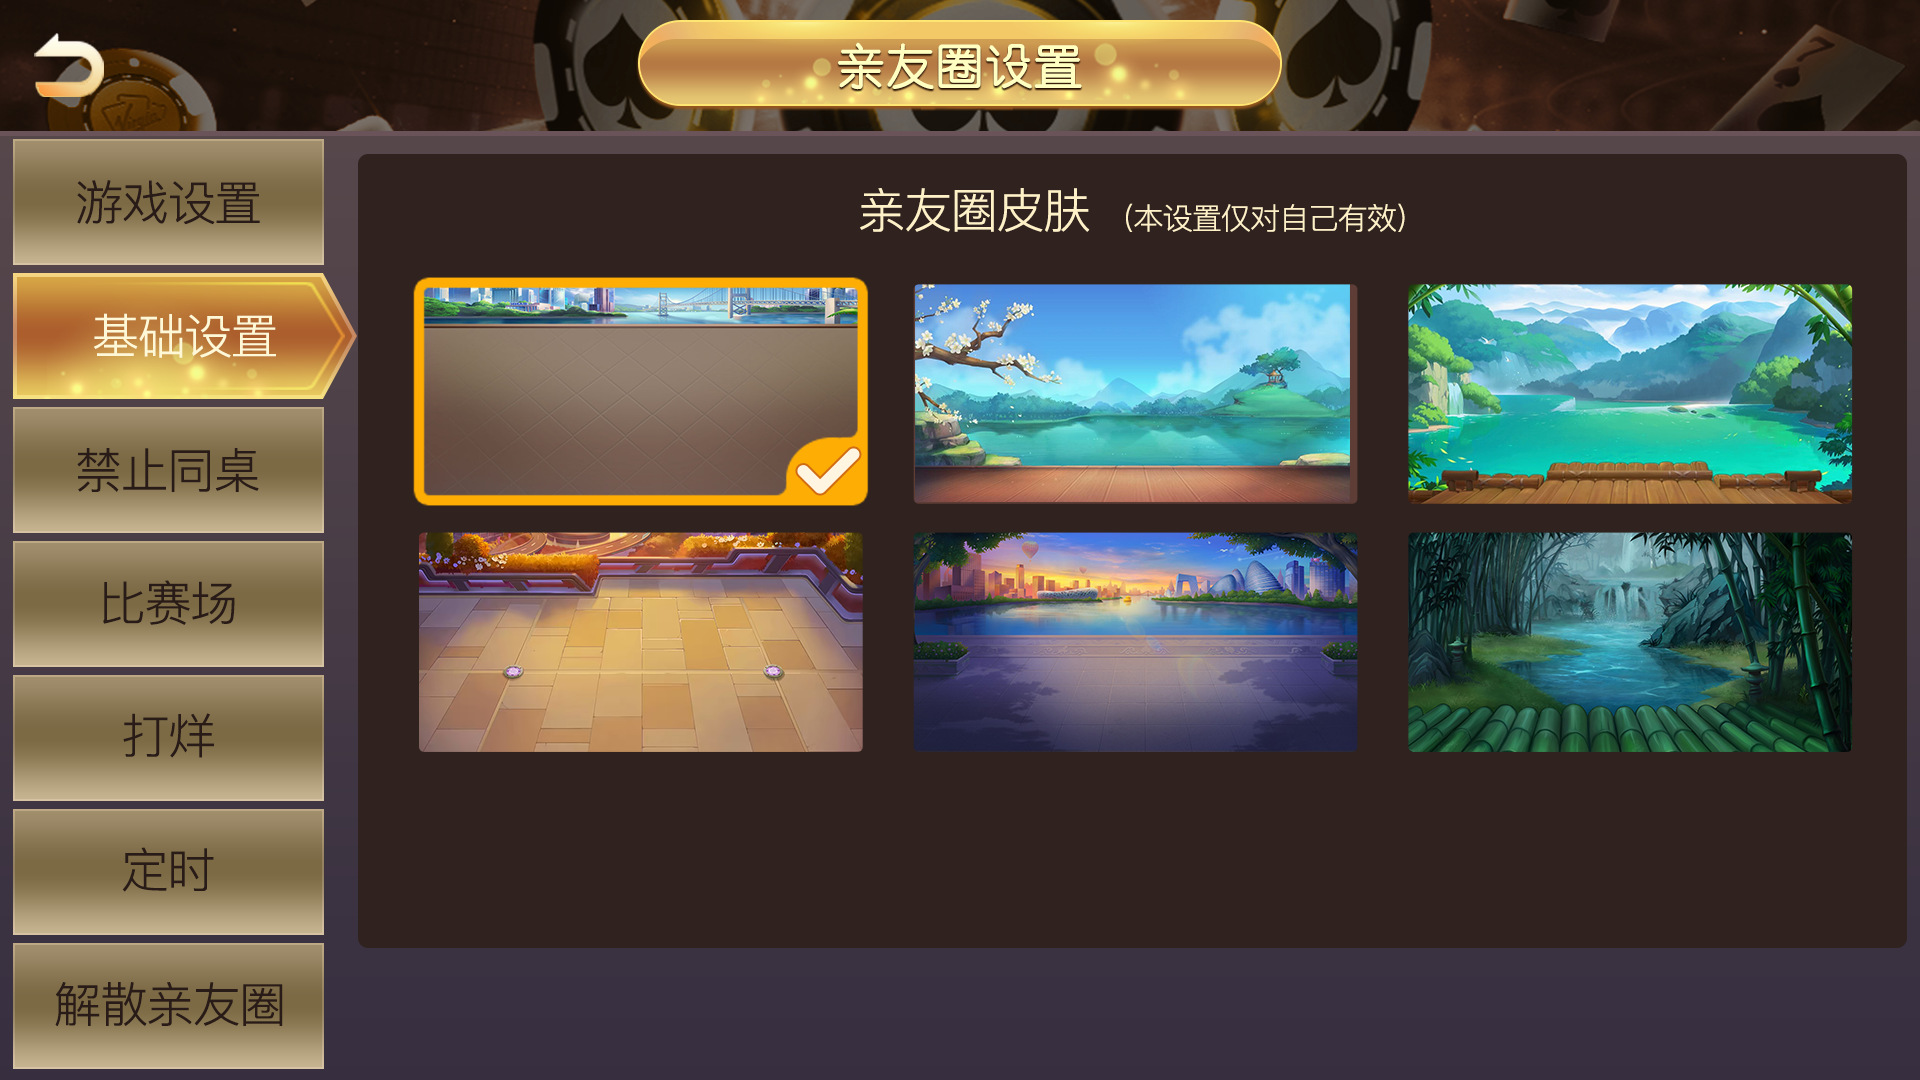 亲友圈设置
游戏设置
基础设置
禁止同桌
比赛场
打烊
定时
解散亲友圈
亲友圈皮肤 (本设置仅对自己有效)